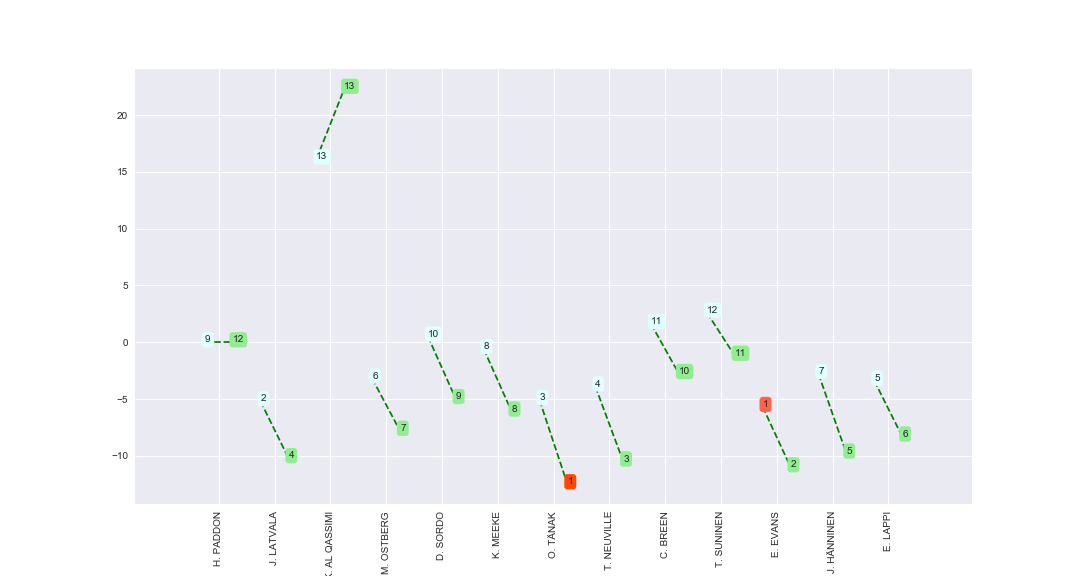 13
20
13
15
10
5
12
10
11
9
12
0
8
11
10
7
5
1
6
4
2
3
−5
9
8
7
6
5
4
3
2
−10
1
H. PADDON
J. LATVALA
K. AL QASSIMI
M. OSTBERG
D. SORDO
K. MEEKE
O. TÄNAK
T. NEUVILLE
C. BREEN
T. SUNINEN
E. EVANS
J. HÄNNINEN
E. LAPPI